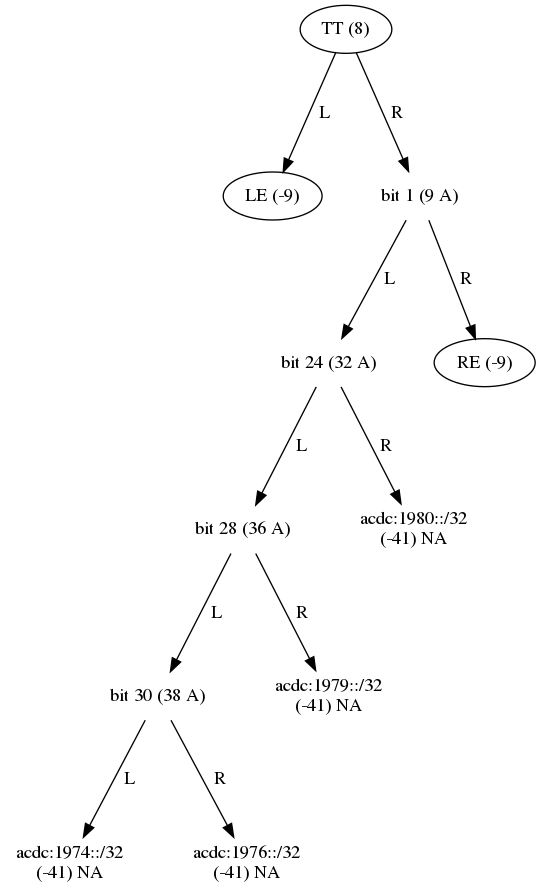 TT (8)
L
R
LE (-9)
bit 1 (9 A)
L
R
bit 24 (32 A)
RE (-9)
L
R
bit 28 (36 A)
acdc:1980::/32
(-41) NA
L
R
bit 30 (38 A)
acdc:1979::/32
(-41) NA
L
R
acdc:1974::/32
(-41) NA
acdc:1976::/32
(-41) NA